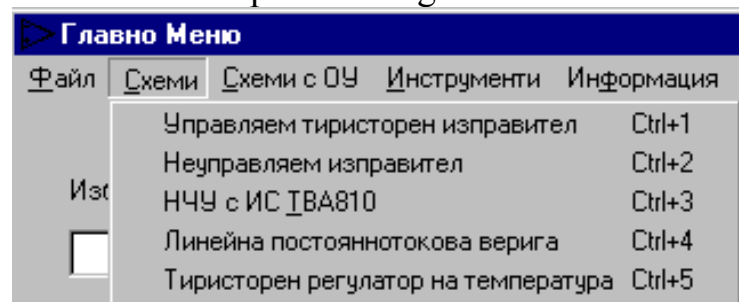 Главно Меню
Файл Схеми Схеми с ОУ Инструменти Информация
Управляем тиристорен изправител Ctrl+1
Неуправляем изправител Ctrl+2
НЧУ с ИС TBA810 Ctrl+3
Линейна постояннотокова верига Ctrl+4
Тиристорен регулатор на температура Ctrl+5